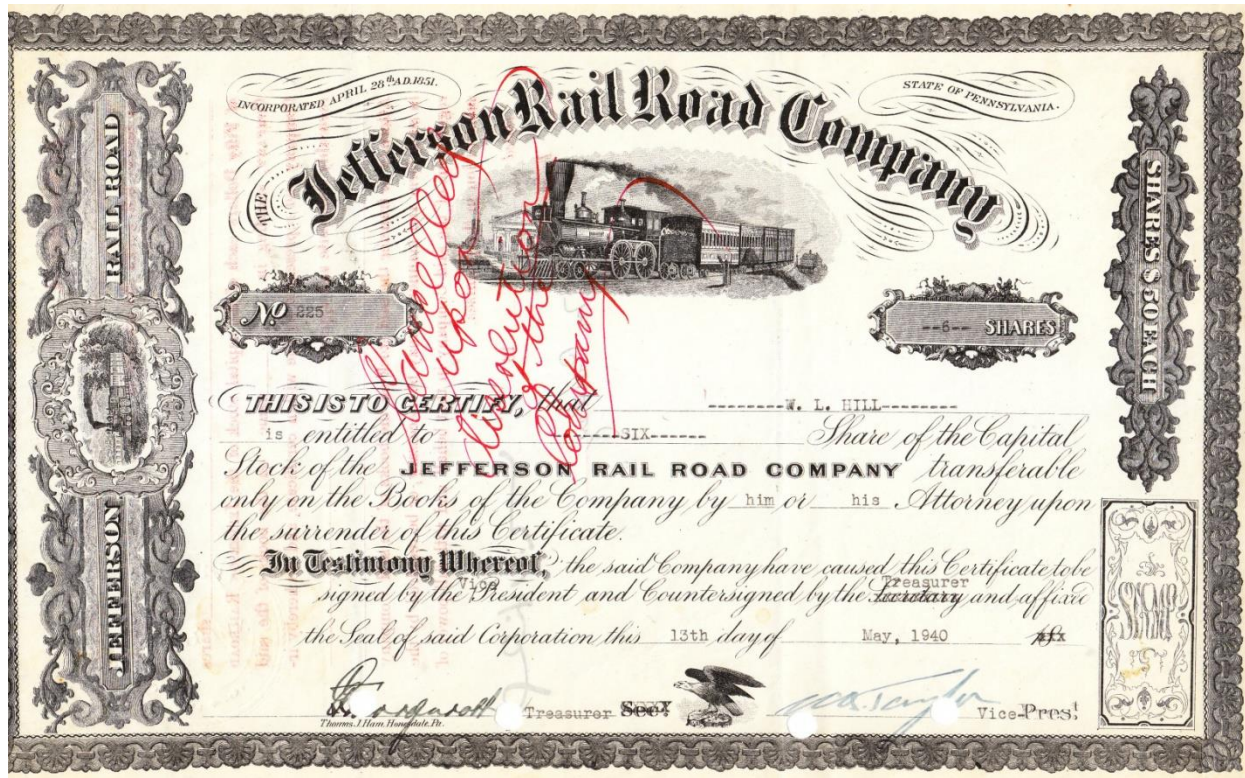 INCORPORATED APRIL 28th A.D. 1851.
STATE OF PENNSYLVANIA.
THE Jefferson Rail Road Company
RAIL ROAD
JEFFERSON
SHARES $ 50 EACH
No 225
--6-- SHARES
Cancelled
upon
dissolution
of the
Company
THIS IS TO CERTIFY, that --------W. L. HILL--------
is entitled to ------SIX------ Share of the Capital
Stock of the JEFFERSON RAIL ROAD COMPANY transferable
only on the Books of the Company by him or his Attorney upon
the surrender of this Certificate.
In Testimony Whereof, the said Company have caused this Certificate to be
signed by the Vice President and Countersigned by the Secretary Treasurer and affixed
the Seal of said Corporation this 13th day of May, 1940
Treasurer Secy
Vice-Prest
Thomas J. Ham, Honesdale, Pa.